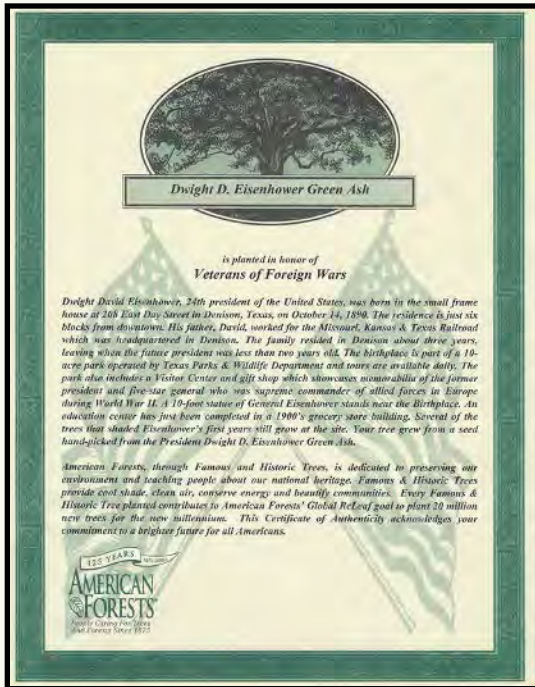 Dwight D. Eisenhower Green Ash
is planted in honor of
Veterans of Foreign Wars
Dwight David Eisenhower, 24th president of the United States, was born in the small frame
house at 208 East Day Street in Denison, Texas, on October 14, 1890. The residence is just six
blocks from downtown. His father, David, worked for the Missouri, Kansas & Texas Railroad
which was headquartered in Denison. The family resided in Denison about three years,
leaving when the future president was less than two years old. The birthplace is part of a 10-
acre park operated by Texas Parks & Wildlife Department and tours are available daily. The
park also includes a Visitor Center and gift shop which showcases memorabilia of the former
president and five-star general who was supreme commander of allied forces in Europe
during World War II. A 10-foot statue of General Eisenhower stands near the Birthplace. An
education center has just been completed in a 1900's grocery store building. Several of the
trees that shaded Eisenhower's first years still grow at the site. Your tree grew from a seed
hand-picked from the President Dwight D. Eisenhower Green Ash.
American Forests, through Famous and Historic Trees, is dedicated to preserving our
environment and teaching people about our national heritage. Famous & Historic Trees
provide cool shade, clean air, conserve energy and beautify communities. Every Famous &
Historic Tree planted contributes to American Forests' Global ReLeaf goal to plant 20 million
new trees for the new millennium. This Certificate of Authenticity acknowledges your
commitment to a brighter future for all Americans.
125 YEARS
AMERICAN
FORESTS
People Caring For Trees
And Forests Since 1875